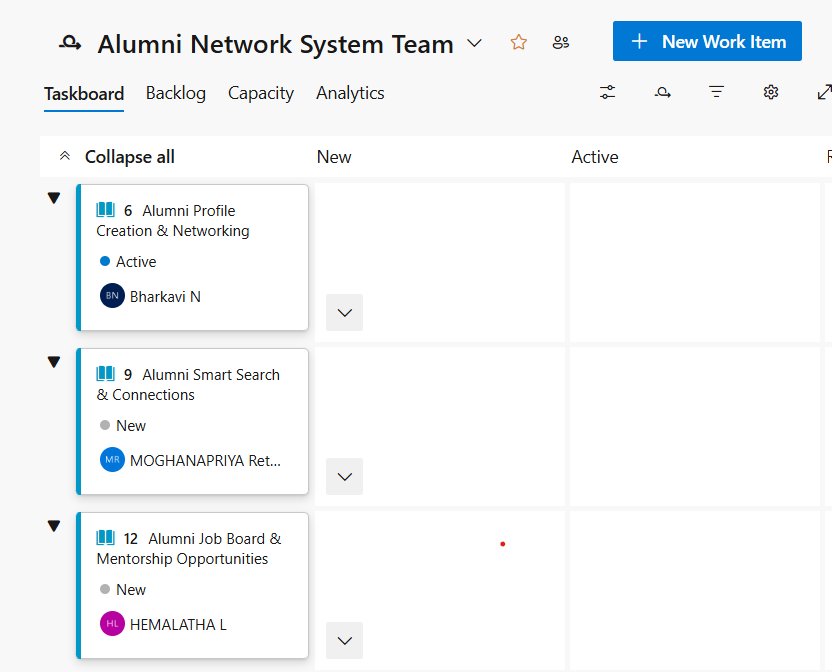 Alumni Network System Team
New Work Item
Taskboard Backlog Capacity Analytics
Collapse all New Active
6 Alumni Profile
Creation & Networking
Active
BN Bharkavi N
9 Alumni Smart Search
& Connections
New
MR MOGHANAPRIYA Ret...
12 Alumni Job Board &
Mentorship Opportunities
New
HL HEMALATHA L